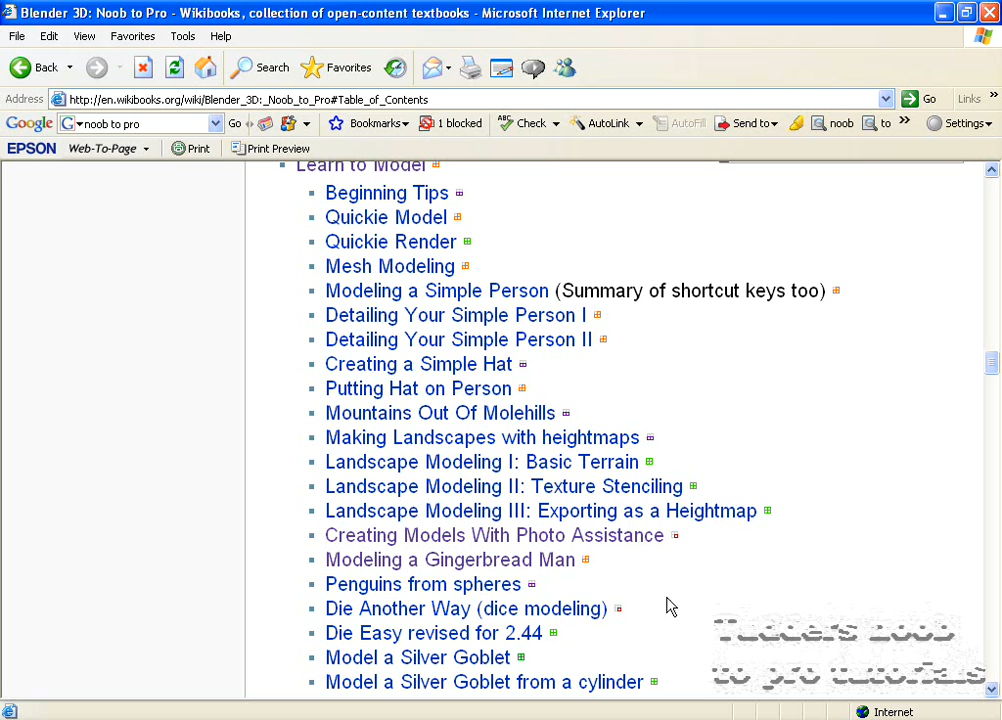 Blender 3D: Noob to Pro - Wikibooks, collection of open-content textbooks - Microsoft Internet Explorer
File Edit View Favorites Tools Help
Back Search Favorites
Address http://en.wikibooks.org/wiki/Blender_3D:_Noob_to_Pro#Table_of_Contents Go Links »
Google G noob to pro Go Bookmarks 1 blocked ABC Check AutoLink AutoFill Send to noob to » Settings
EPSON Web-To-Page Print Print Preview
Learn to Model
Beginning Tips
Quickie Model
Quickie Render
Mesh Modeling
Modeling a Simple Person (Summary of shortcut keys too)
Detailing Your Simple Person I
Detailing Your Simple Person II
Creating a Simple Hat
Putting Hat on Person
Mountains Out Of Molehills
Making Landscapes with heightmaps
Landscape Modeling I: Basic Terrain
Landscape Modeling II: Texture Stenciling
Landscape Modeling III: Exporting as a Heightmap
Creating Models With Photo Assistance
Modeling a Gingerbread Man
Penguins from spheres
Die Another Way (dice modeling)
Die Easy revised for 2.44
Model a Silver Goblet
Model a Silver Goblet from a cylinder
noob
to pro tutorials
Internet